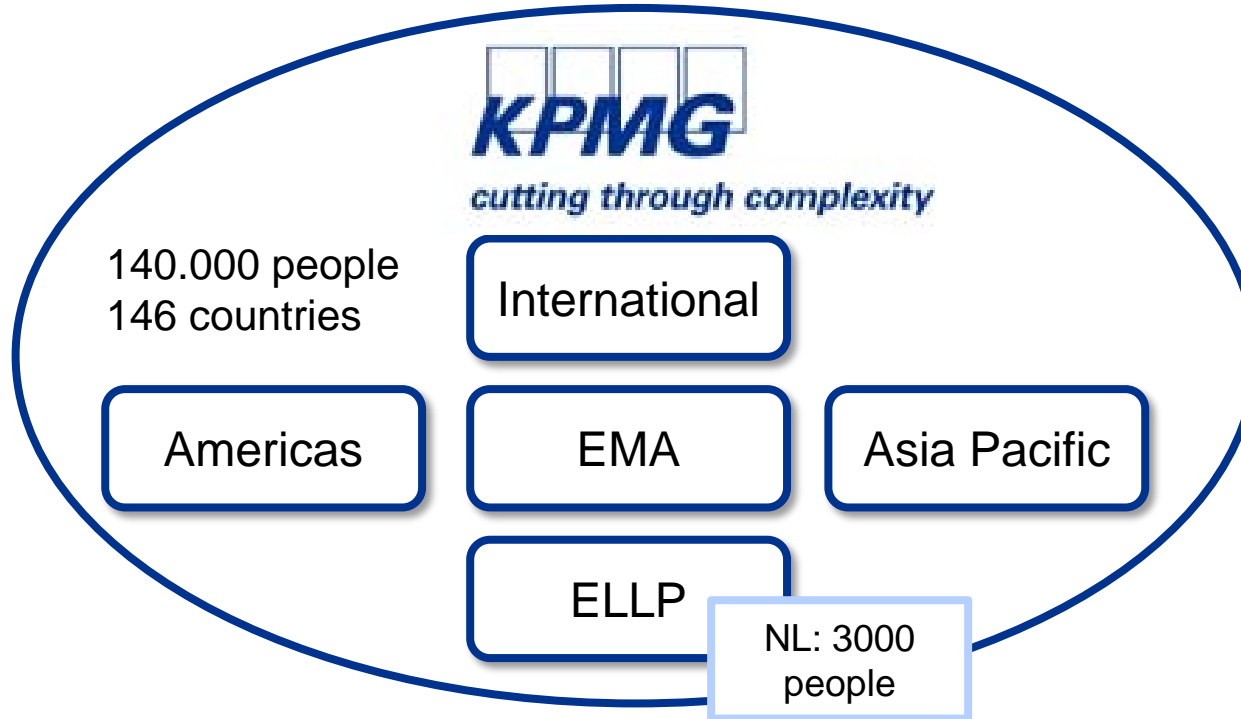 KPMG
cutting through complexity
140.000 people
146 countries
International
Americas
EMA
Asia Pacific
ELLP
NL: 3000
people